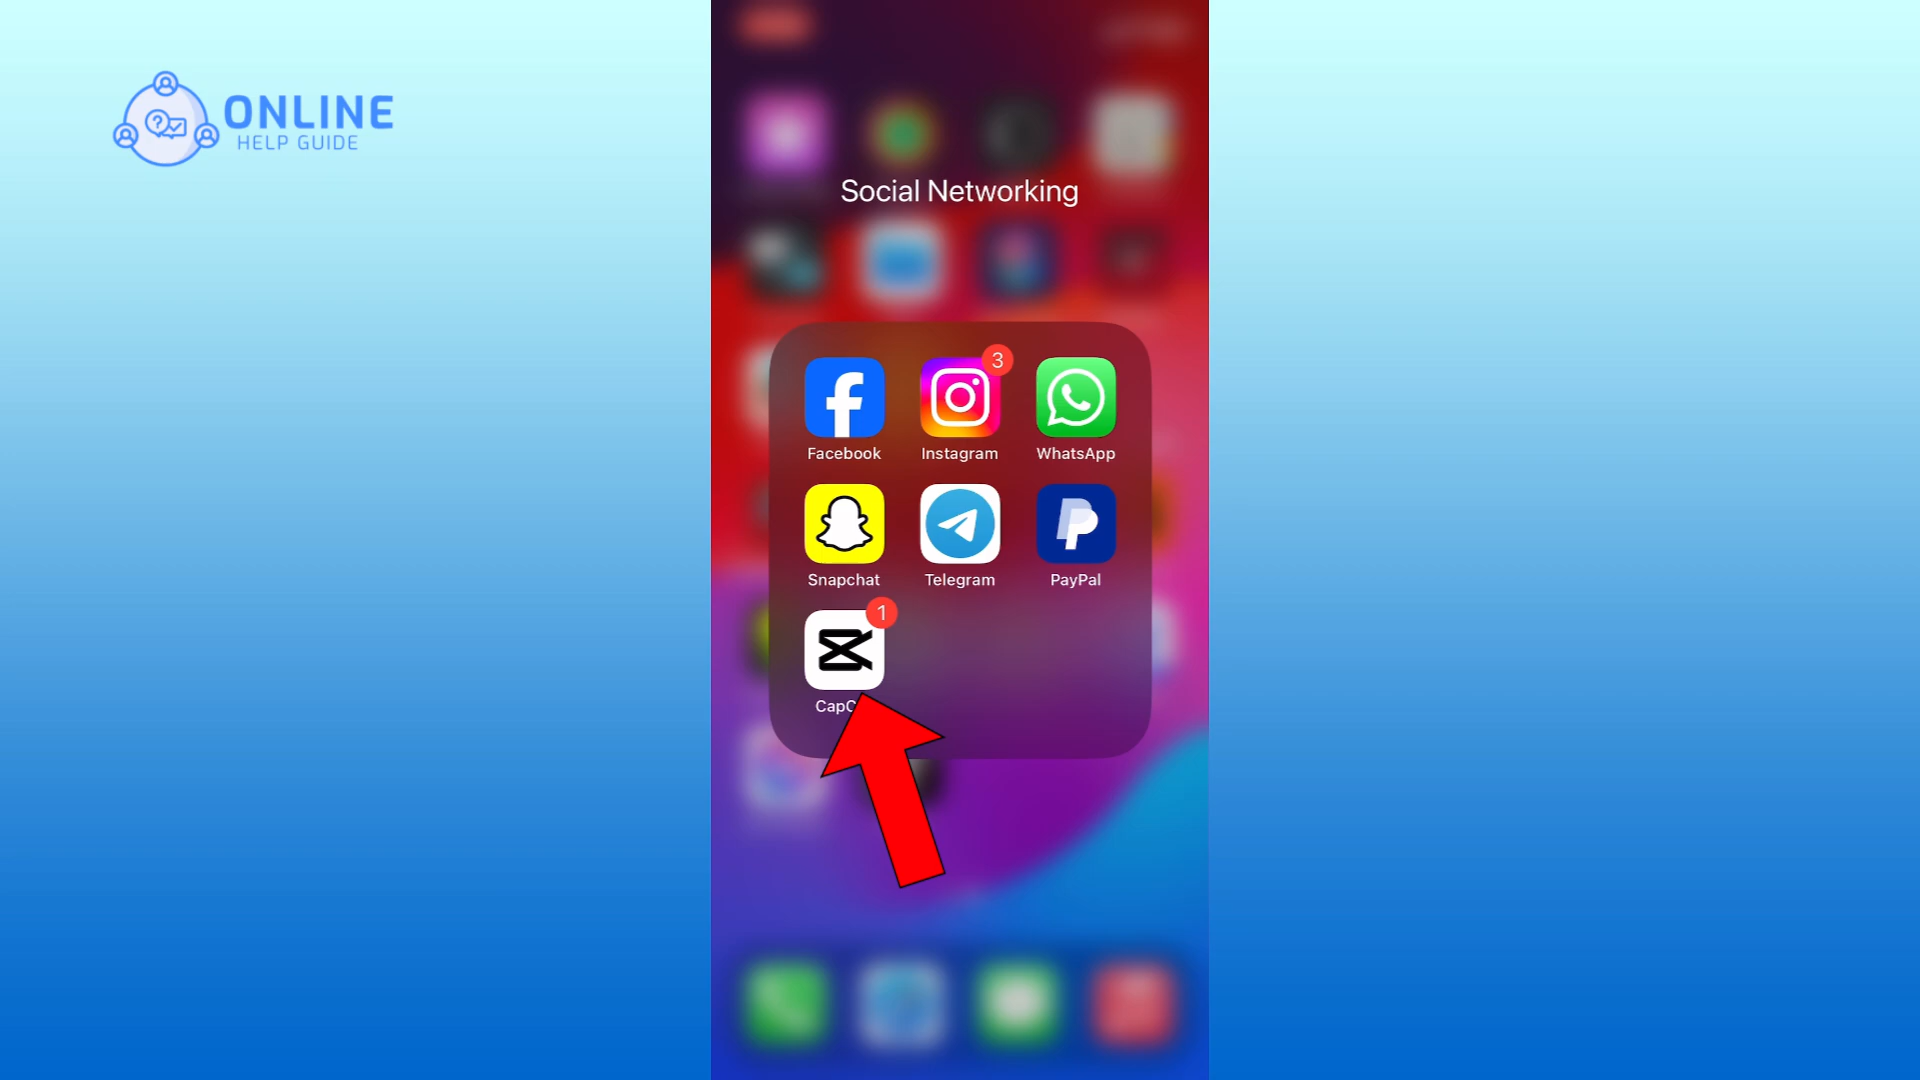 ONLINE
HELP GUIDE
Social Networking
3
Facebook Instagram WhatsApp
Snapchat Telegram PayPal
1